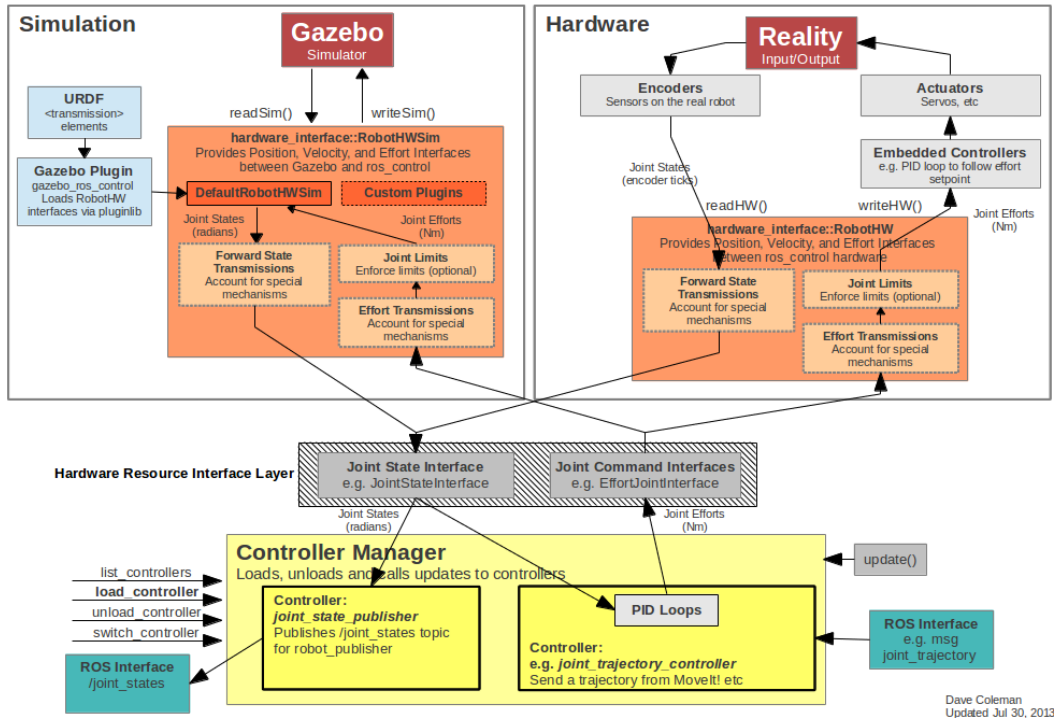 Simulation
Gazebo
Simulator
readSim()
writeSim()
URDF
<transmission>
elements
Gazebo Plugin
gazebo_ros_control
Loads RobotHW
interfaces via pluginlib
hardware_interface::RobotHWSim
Provides Position, Velocity, and Effort Interfaces
between Gazebo and ros_control
DefaultRobotHWSim
Custom Plugins
Joint States
(radians)
Joint Efforts
(Nm)
Forward State
Transmissions
Account for special
mechanisms
Joint Limits
Enforce limits (optional)
Effort Transmissions
Account for special
mechanisms
Hardware
Reality
Input/Output
Encoders
Sensors on the real robot
Actuators
Servos, etc
Embedded Controllers
e.g. PID loop to follow effort
setpoint
Joint States
(encoder ticks)
readHW()
writeHW()
Joint Efforts
(Nm)
hardware_interface::RobotHW
Provides Position, Velocity, and Effort Interfaces
between ros_control hardware
Forward State
Transmissions
Account for special
mechanisms
Joint Limits
Enforce limits (optional)
Effort Transmissions
Account for special
mechanisms
Hardware Resource Interface Layer
Joint State Interface
e.g. JointStateInterface
Joint Command Interfaces
e.g. EffortJointInterface
Joint States
(radians)
Joint Efforts
(Nm)
Controller Manager
Loads, unloads and calls updates to controllers
update()
list_controllers
load_controller
unload_controller
switch_controller
Controller:
joint_state_publisher
Publishes /joint_states topic
for robot_publisher
PID Loops
Controller:
e.g. joint_trajectory_controller
Send a trajectory from MoveIt! etc
ROS Interface
/joint_states
ROS Interface
e.g. msg
joint_trajectory
Dave Coleman
Updated Jul 30, 2013